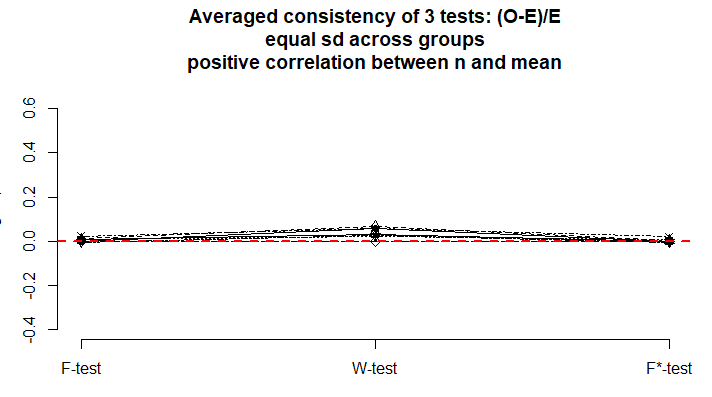 Averaged consistency of 3 tests: (O-E)/E
equal sd across groups
positive correlation between n and mean
0.6
0.4
0.2
0.0
-0.2
-0.4
F-test
W-test
F*-test